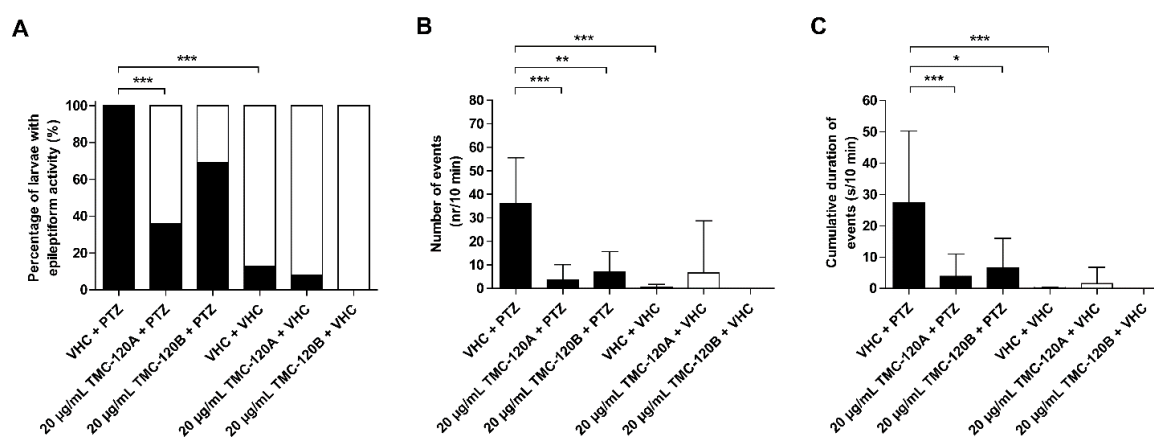 A
***
***
Percentage of larvae with
epileptiform activity (%)
100
80
60
40
20
0
VHC + PTZ
20 µg/mL TMC-120A + PTZ
20 µg/mL TMC-120B + PTZ
VHC + VHC
20 µg/mL TMC-120A + VHC
20 µg/mL TMC-120B + VHC
B
***
**
***
Number of events
(nr/10 min)
80
70
60
50
40
30
20
10
0
VHC + PTZ
20 µg/mL TMC-120A + PTZ
20 µg/mL TMC-120B + PTZ
VHC + VHC
20 µg/mL TMC-120A + VHC
20 µg/mL TMC-120B + VHC
C
***
*
***
Cumulative duration of
events (s/10 min)
60
50
40
30
20
10
0
VHC + PTZ
20 µg/mL TMC-120A + PTZ
20 µg/mL TMC-120B + PTZ
VHC + VHC
20 µg/mL TMC-120A + VHC
20 µg/mL TMC-120B + VHC